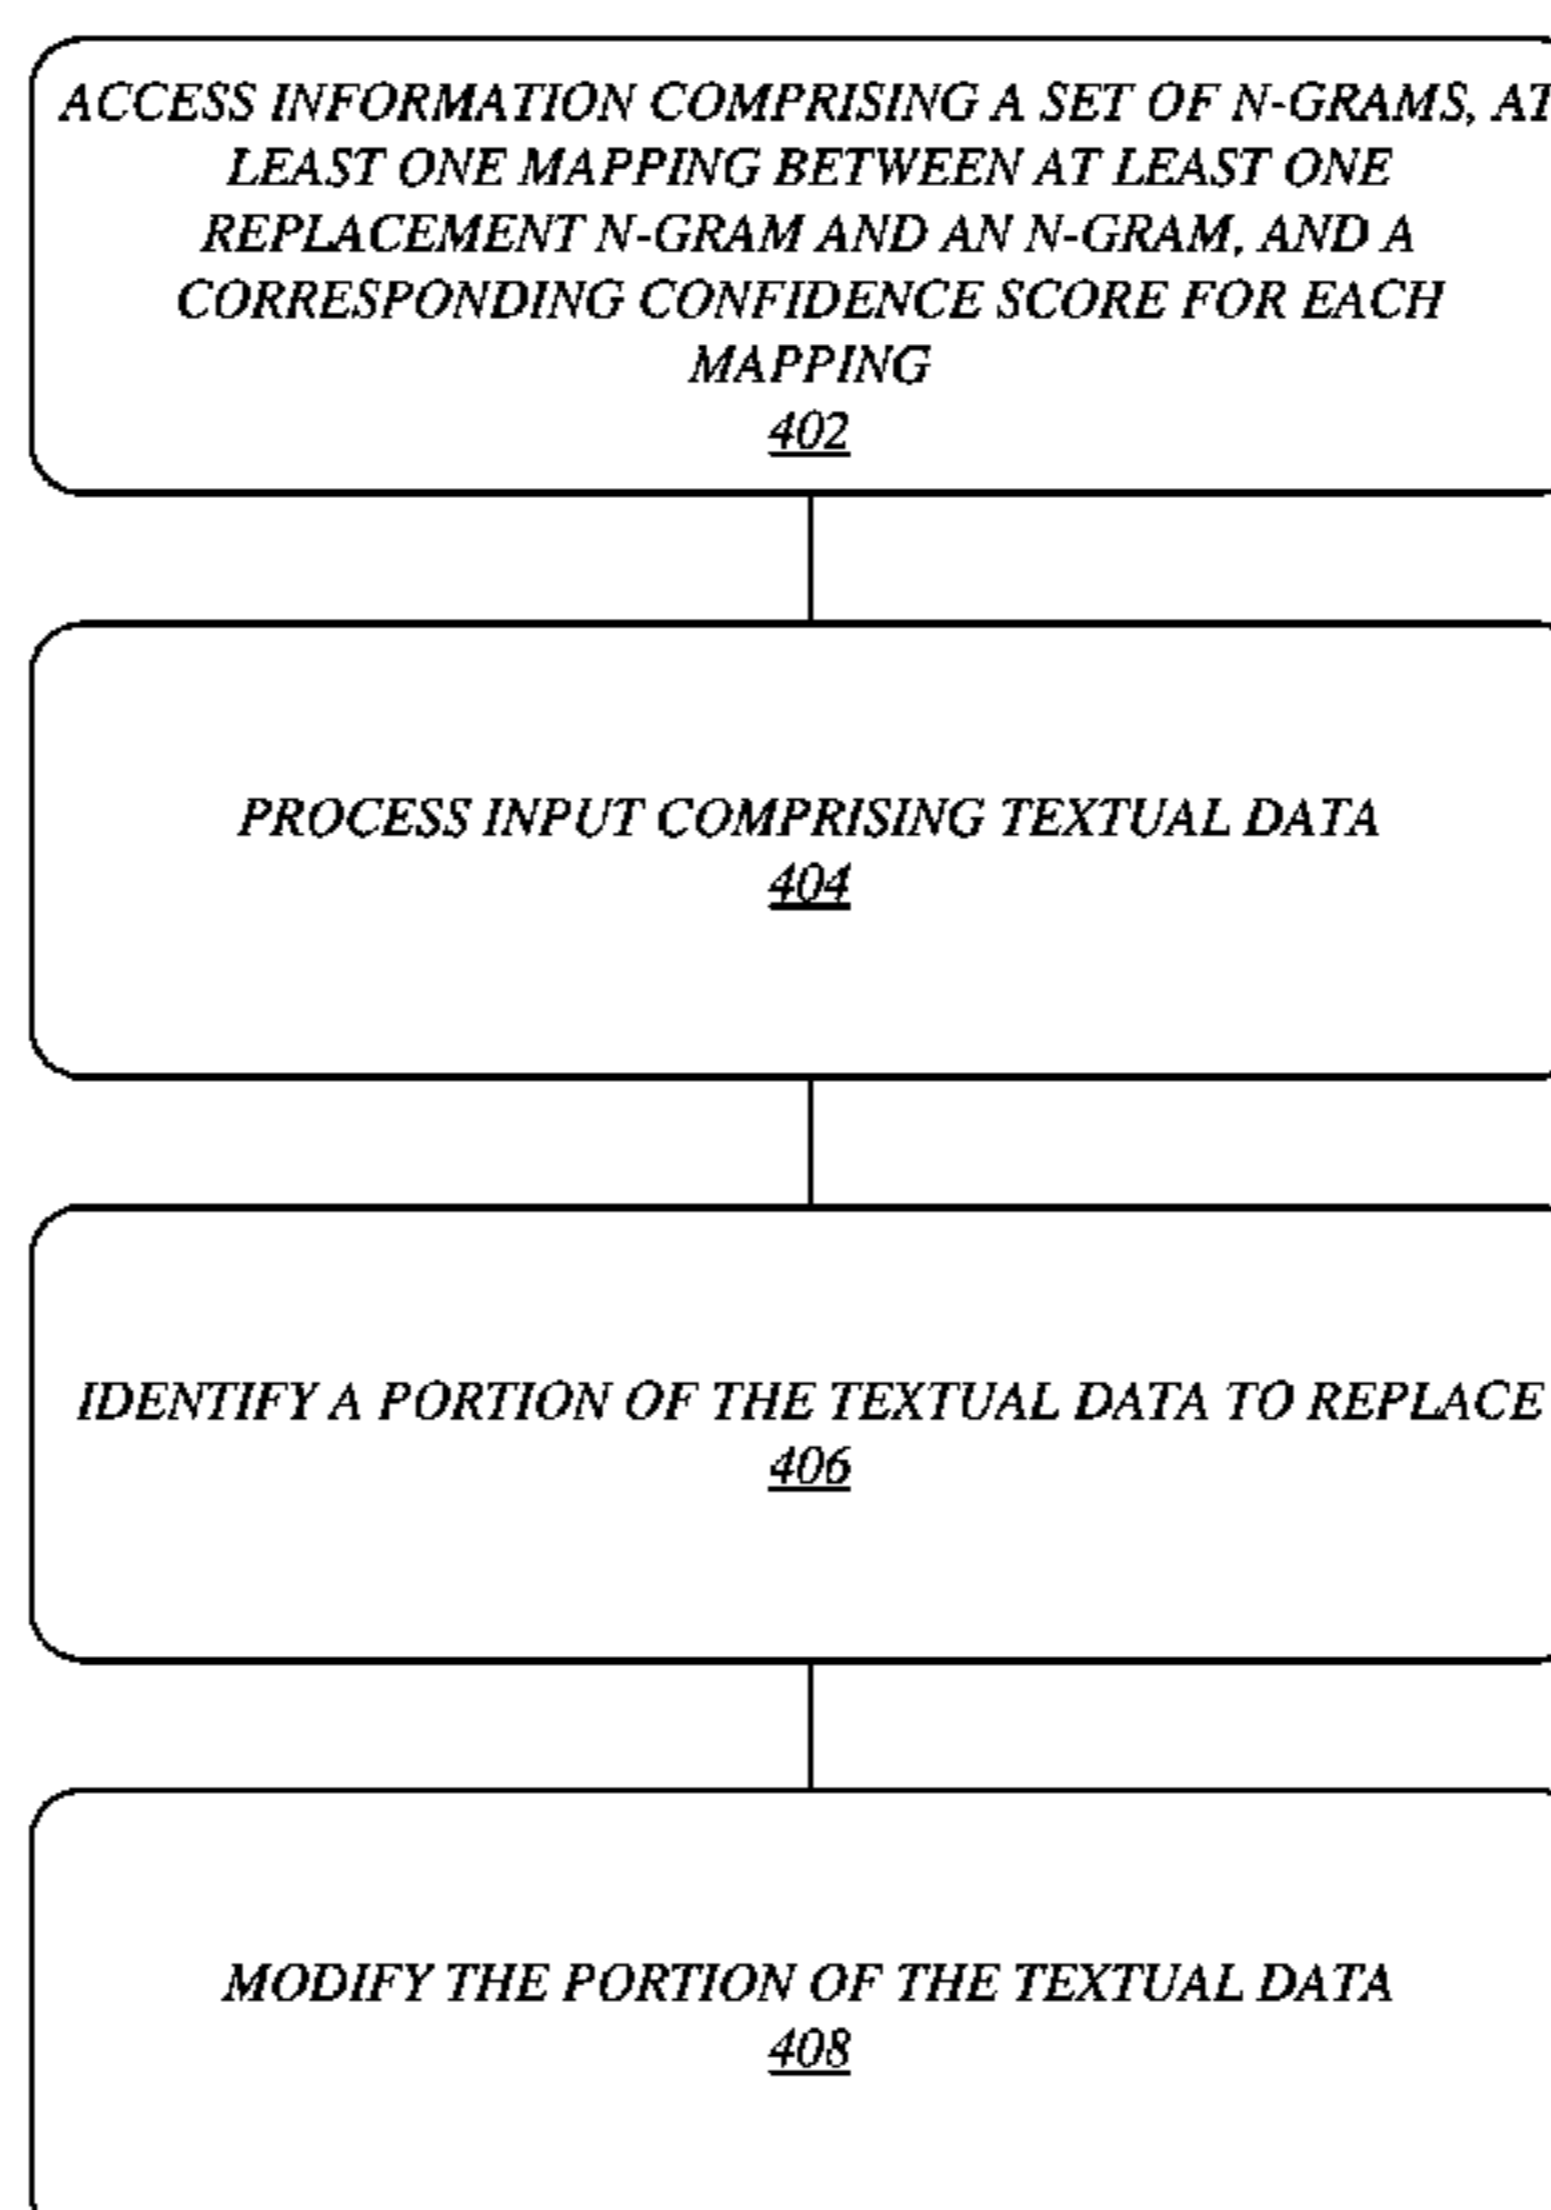 ACCESS INFORMATION COMPRISING A SET OF N-GRAMS, AT
LEAST ONE MAPPING BETWEEN AT LEAST ONE
REPLACEMENT N-GRAM AND AN N-GRAM, AND A
CORRESPONDING CONFIDENCE SCORE FOR EACH
MAPPING
402
PROCESS INPUT COMPRISING TEXTUAL DATA
404
IDENTIFY A PORTION OF THE TEXTUAL DATA TO REPLACE
406
MODIFY THE PORTION OF THE TEXTUAL DATA
408